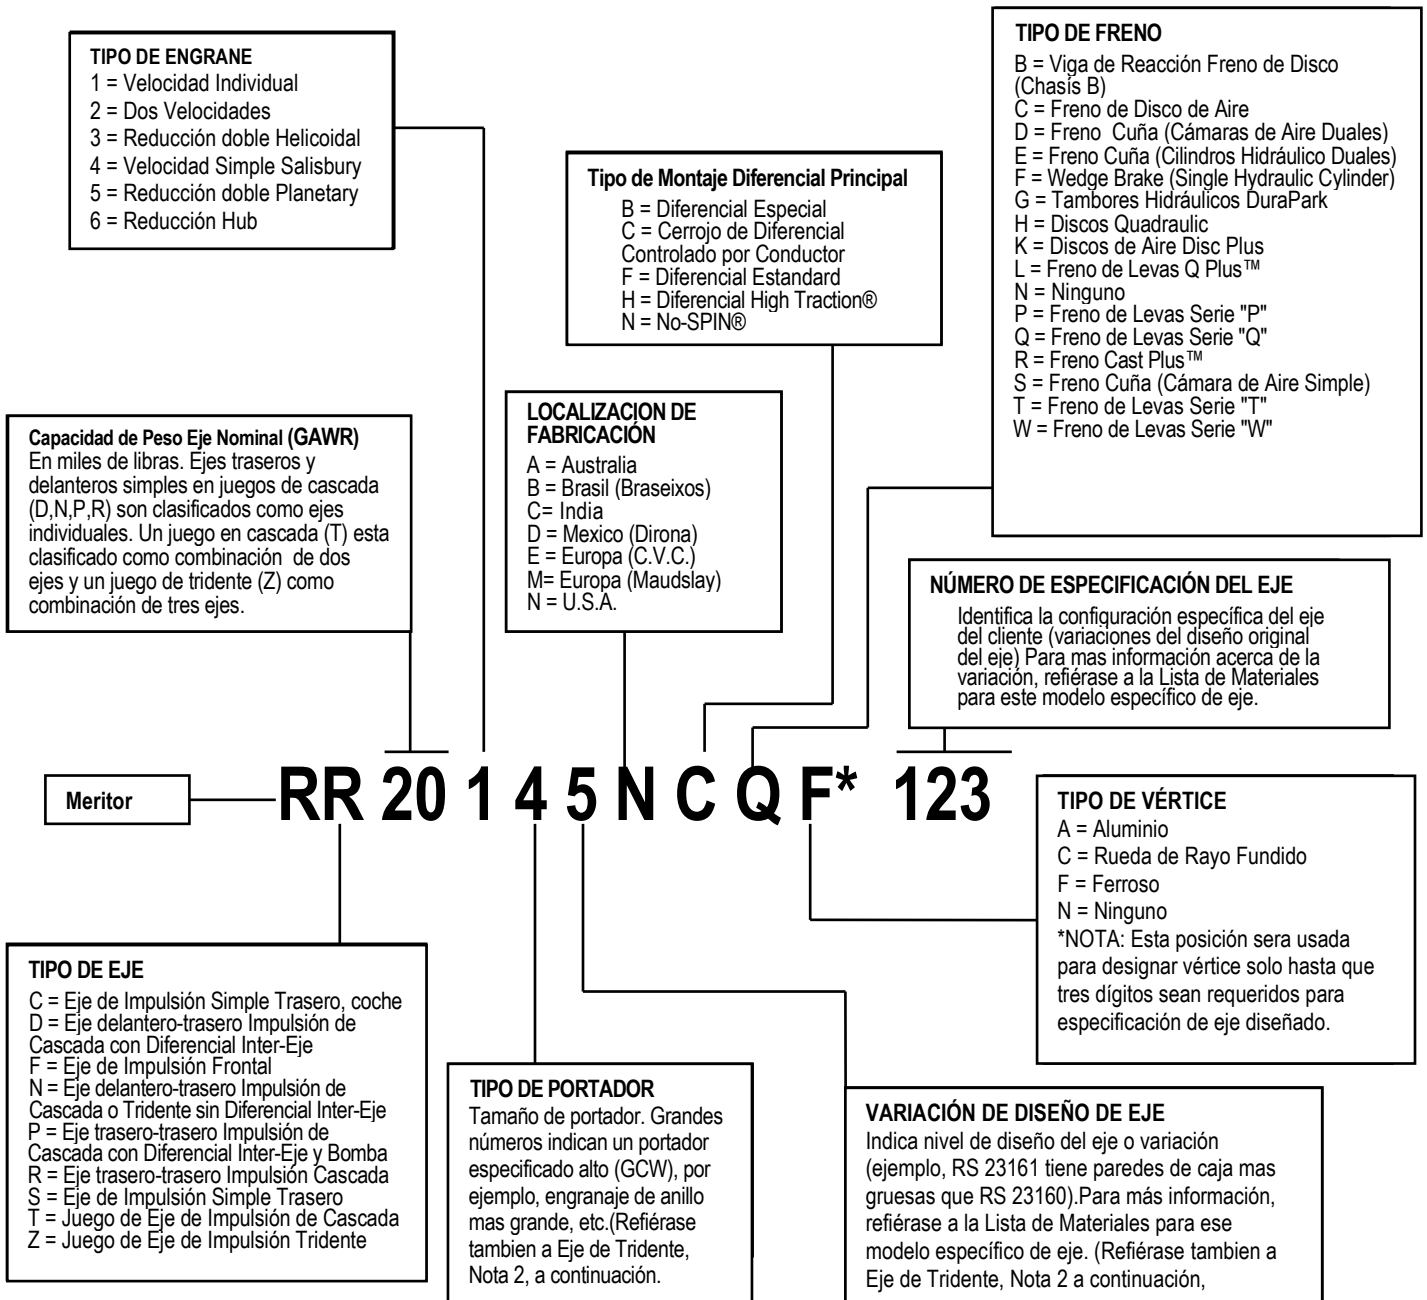 TIPO DE ENGRANE
1 = Velocidad Individual
2 = Dos Velocidades
3 = Reducción doble Helicoidal
4 = Velocidad Simple Salisbury
5 = Reducción doble Planetary
6 = Reducción Hub
Tipo de Montaje Diferencial Principal
B = Diferencial Especial
C = Cerrojo de Diferencial
Controlado por Conductor
F = Diferencial Estandard
H = Diferencial High Traction®
N = No-SPIN®
TIPO DE FRENO
B = Viga de Reacción Freno de Disco
(Chasís B)
C = Freno de Disco de Aire
D = Freno Cuña (Cámaras de Aire Duales)
E = Freno Cuña (Cilindros Hidráulico Duales)
F = Wedge Brake (Single Hydraulic Cylinder)
G = Tambores Hidráulicos DuraPark
H = Discos Quadraulic
K = Discos de Aire Disc Plus
L = Freno de Levas Q Plus™
N = Ninguno
P = Freno de Levas Serie "P"
Q = Freno de Levas Serie "Q"
R = Freno Cast Plus™
S = Freno Cuña (Cámara de Aire Simple)
T = Freno de Levas Serie "T"
W = Freno de Levas Serie "W"
Capacidad de Peso Eje Nominal (GAWR)
En miles de libras. Ejes traseros y
delanteros simples en juegos de cascada
(D,N,P,R) son clasificados como ejes
individuales. Un juego en cascada (T) esta
clasificado como combinación de dos
ejes y un juego de tridente (Z) como
combinación de tres ejes.
LOCALIZACION DE
FABRICACIÓN
A = Australia
B = Brasil (Braseixos)
C= India
D = Mexico (Dirona)
E = Europa (C.V.C.)
M= Europa (Maudslay)
N = U.S.A.
NÚMERO DE ESPECIFICACIÓN DEL EJE
Identifica la configuración específica del eje
del cliente (variaciones del diseño original
del eje) Para mas información acerca de la
variación, refiérase a la Lista de Materiales
para este modelo específico de eje.
Meritor
RR 20 1 4 5 N C Q F* 123
TIPO DE VÉRTICE
A = Aluminio
C = Rueda de Rayo Fundido
F = Ferroso
N = Ninguno
*NOTA: Esta posición sera usada
para designar vértice solo hasta que
tres dígitos sean requeridos para
especificación de eje diseñado.
TIPO DE EJE
C = Eje de Impulsión Simple Trasero, coche
D = Eje delantero-trasero Impulsión de
Cascada con Diferencial Inter-Eje
F = Eje de Impulsión Frontal
N = Eje delantero-trasero Impulsión de
Cascada o Tridente sin Diferencial Inter-Eje
P = Eje trasero-trasero Impulsión de
Cascada con Diferencial Inter-Eje y Bomba
R = Eje trasero-trasero Impulsión Cascada
S = Eje de Impulsión Simple Trasero
T = Juego de Eje de Impulsión de Cascada
Z = Juego de Eje de Impulsión Tridente
TIPO DE PORTADOR
Tamaño de portador. Grandes
números indican un portador
especificado alto (GCW), por
ejemplo, engranaje de anillo
mas grande, etc.(Refiérase
tambien a Eje de Tridente,
Nota 2, a continuación.
VARIACIÓN DE DISEÑO DE EJE
Indica nivel de diseño del eje o variación
(ejemplo, RS 23161 tiene paredes de caja mas
gruesas que RS 23160).Para más información,
refiérase a la Lista de Materiales para ese
modelo específico de eje. (Refiérase tambien a
Eje de Tridente, Nota 2 a continuación,